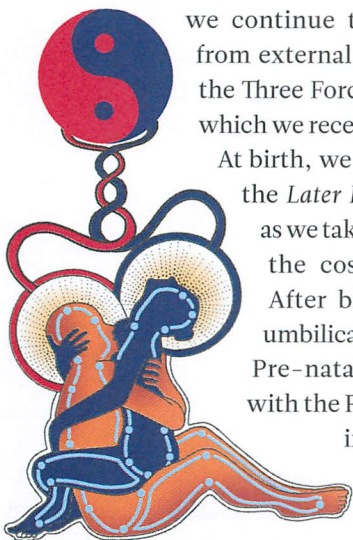 we continue t
from external
the Three Forc
which we rece
At birth, we
the Later
as we tak
the cos
After b
umbilica
Pre-nata
with the
i